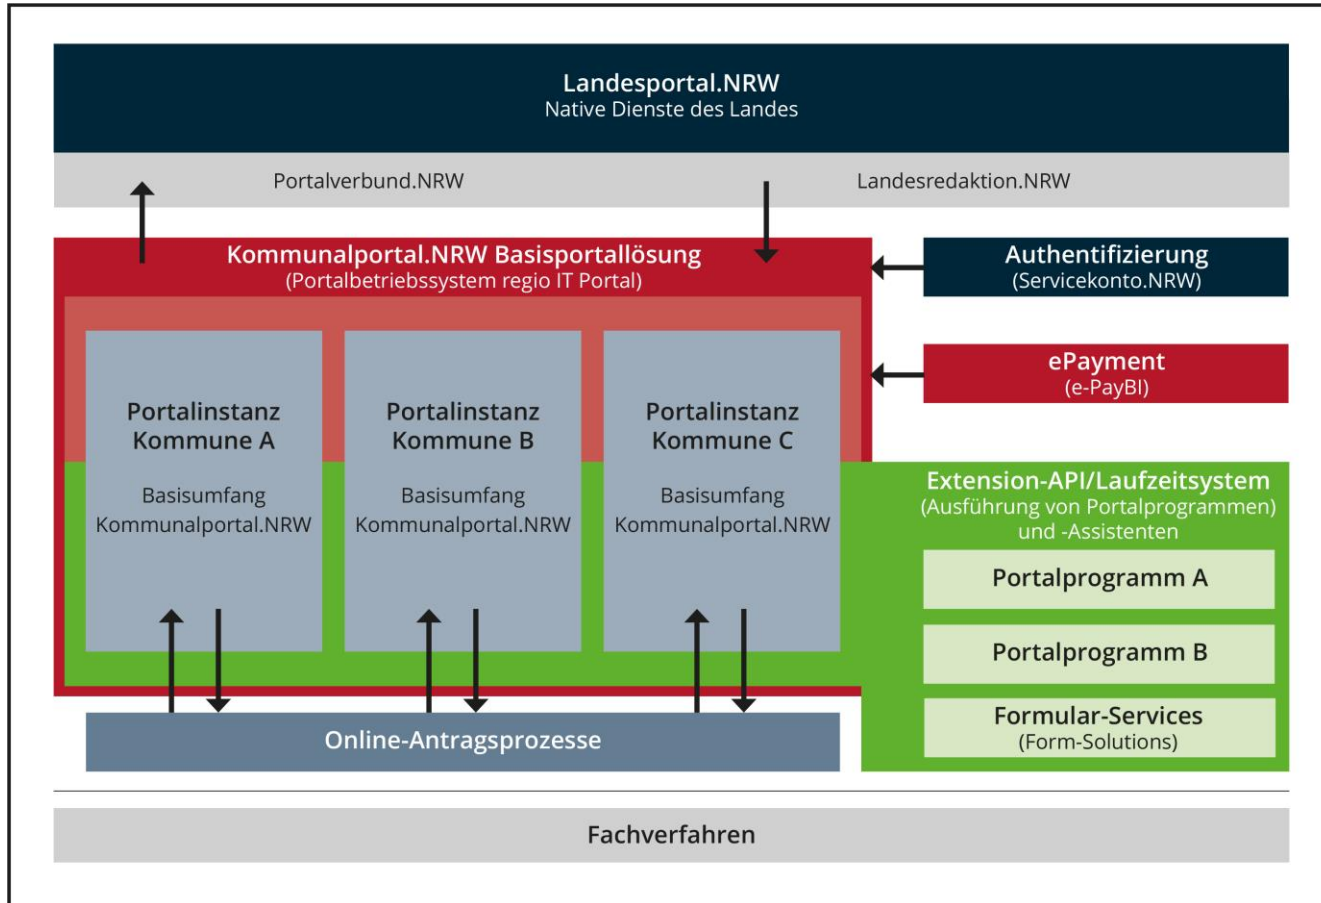 Landesportal.NRW
Native Dienste des Landes
Portalverbund.NRW
Landesredaktion.NRW
Kommunalportal.NRW Basisportallösung
(Portalbetriebssystem regio IT Portal)
Authentifizierung
(Servicekonto.NRW)
ePayment
(e-PayBI)
Portalinstanz
Kommune A
Basisumfang
Kommunalportal.NRW
Portalinstanz
Kommune B
Basisumfang
Kommunalportal.NRW
Portalinstanz
Kommune C
Basisumfang
Kommunalportal.NRW
Extension-API/Laufzeitsystem
(Ausführung von Portalprogrammen)
und -Assistenten
Portalprogramm A
Portalprogramm B
Formular-Services
(Form-Solutions)
Online-Antragsprozesse
Fachverfahren